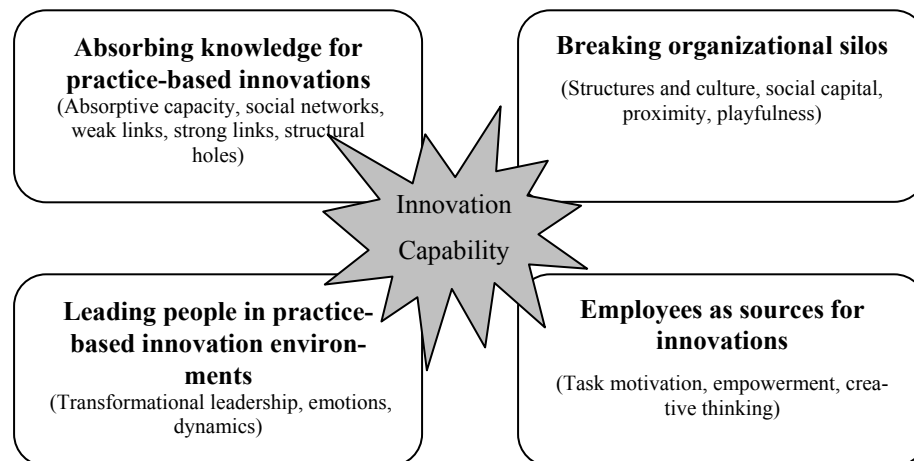 Absorbing knowledge for
practice-based innovations
(Absorptive capacity, social networks,
weak links, strong links, structural
holes)
Breaking organizational silos
(Structures and culture, social capital,
proximity, playfulness)
Innovation
Capability
Leading people in practice-
based innovation environ-
ments
(Transformational leadership, emotions,
dynamics)
Employees as sources for
innovations
(Task motivation, empowerment, crea-
tive thinking)